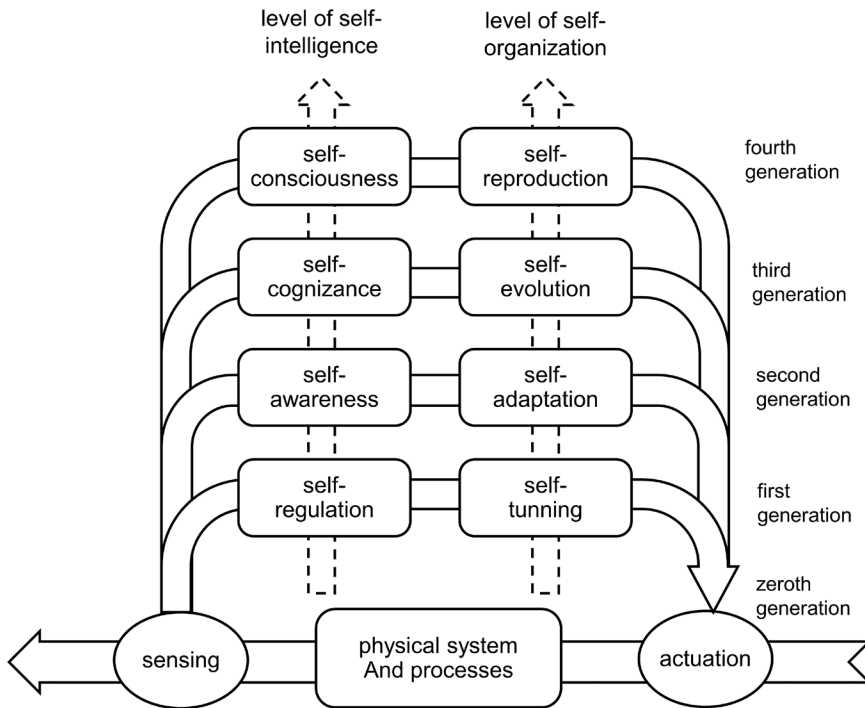 level of self-
intelligence
level of self-
organization
self-
consciousness
self-
reproduction
fourth
generation
self-
cognizance
self-
evolution
third
generation
self-
awareness
self-
adaptation
second
generation
self-
regulation
self-
tunning
first
generation
zeroth
generation
sensing
physical system
And processes
actuation